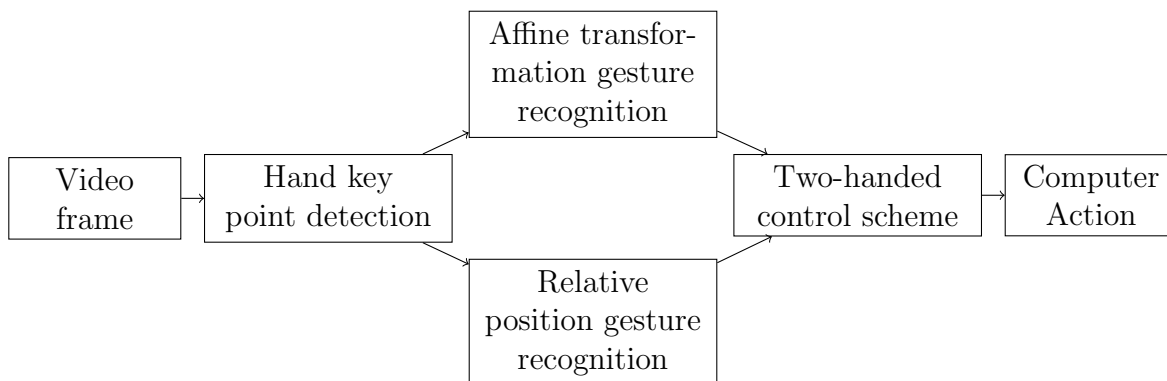 Video
frame
Hand key
point detection
Affine transfor-
mation gesture
recognition
Relative
position gesture
recognition
Two-handed
control scheme
Computer
Action